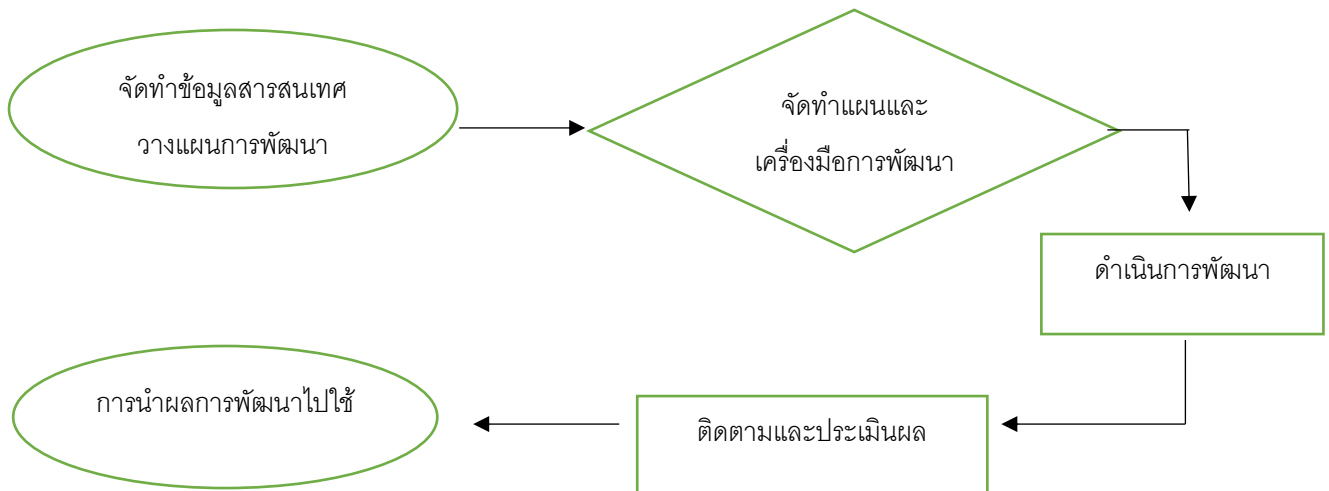 จัดทำข้อมูลสารสนเทศ
วางแผนการพัฒนา
จัดทำแผนและ
เครื่องมือการพัฒนา
ดำเนินการพัฒนา
ติดตามและประเมินผล
การนำผลการพัฒนาไปใช้